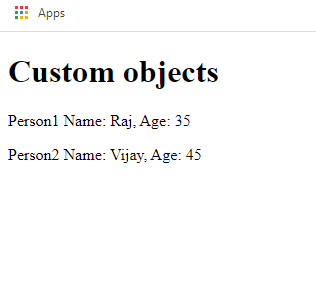 Apps
Custom objects
Person1 Name: Raj, Age: 35
Person2 Name: Vijay, Age: 45